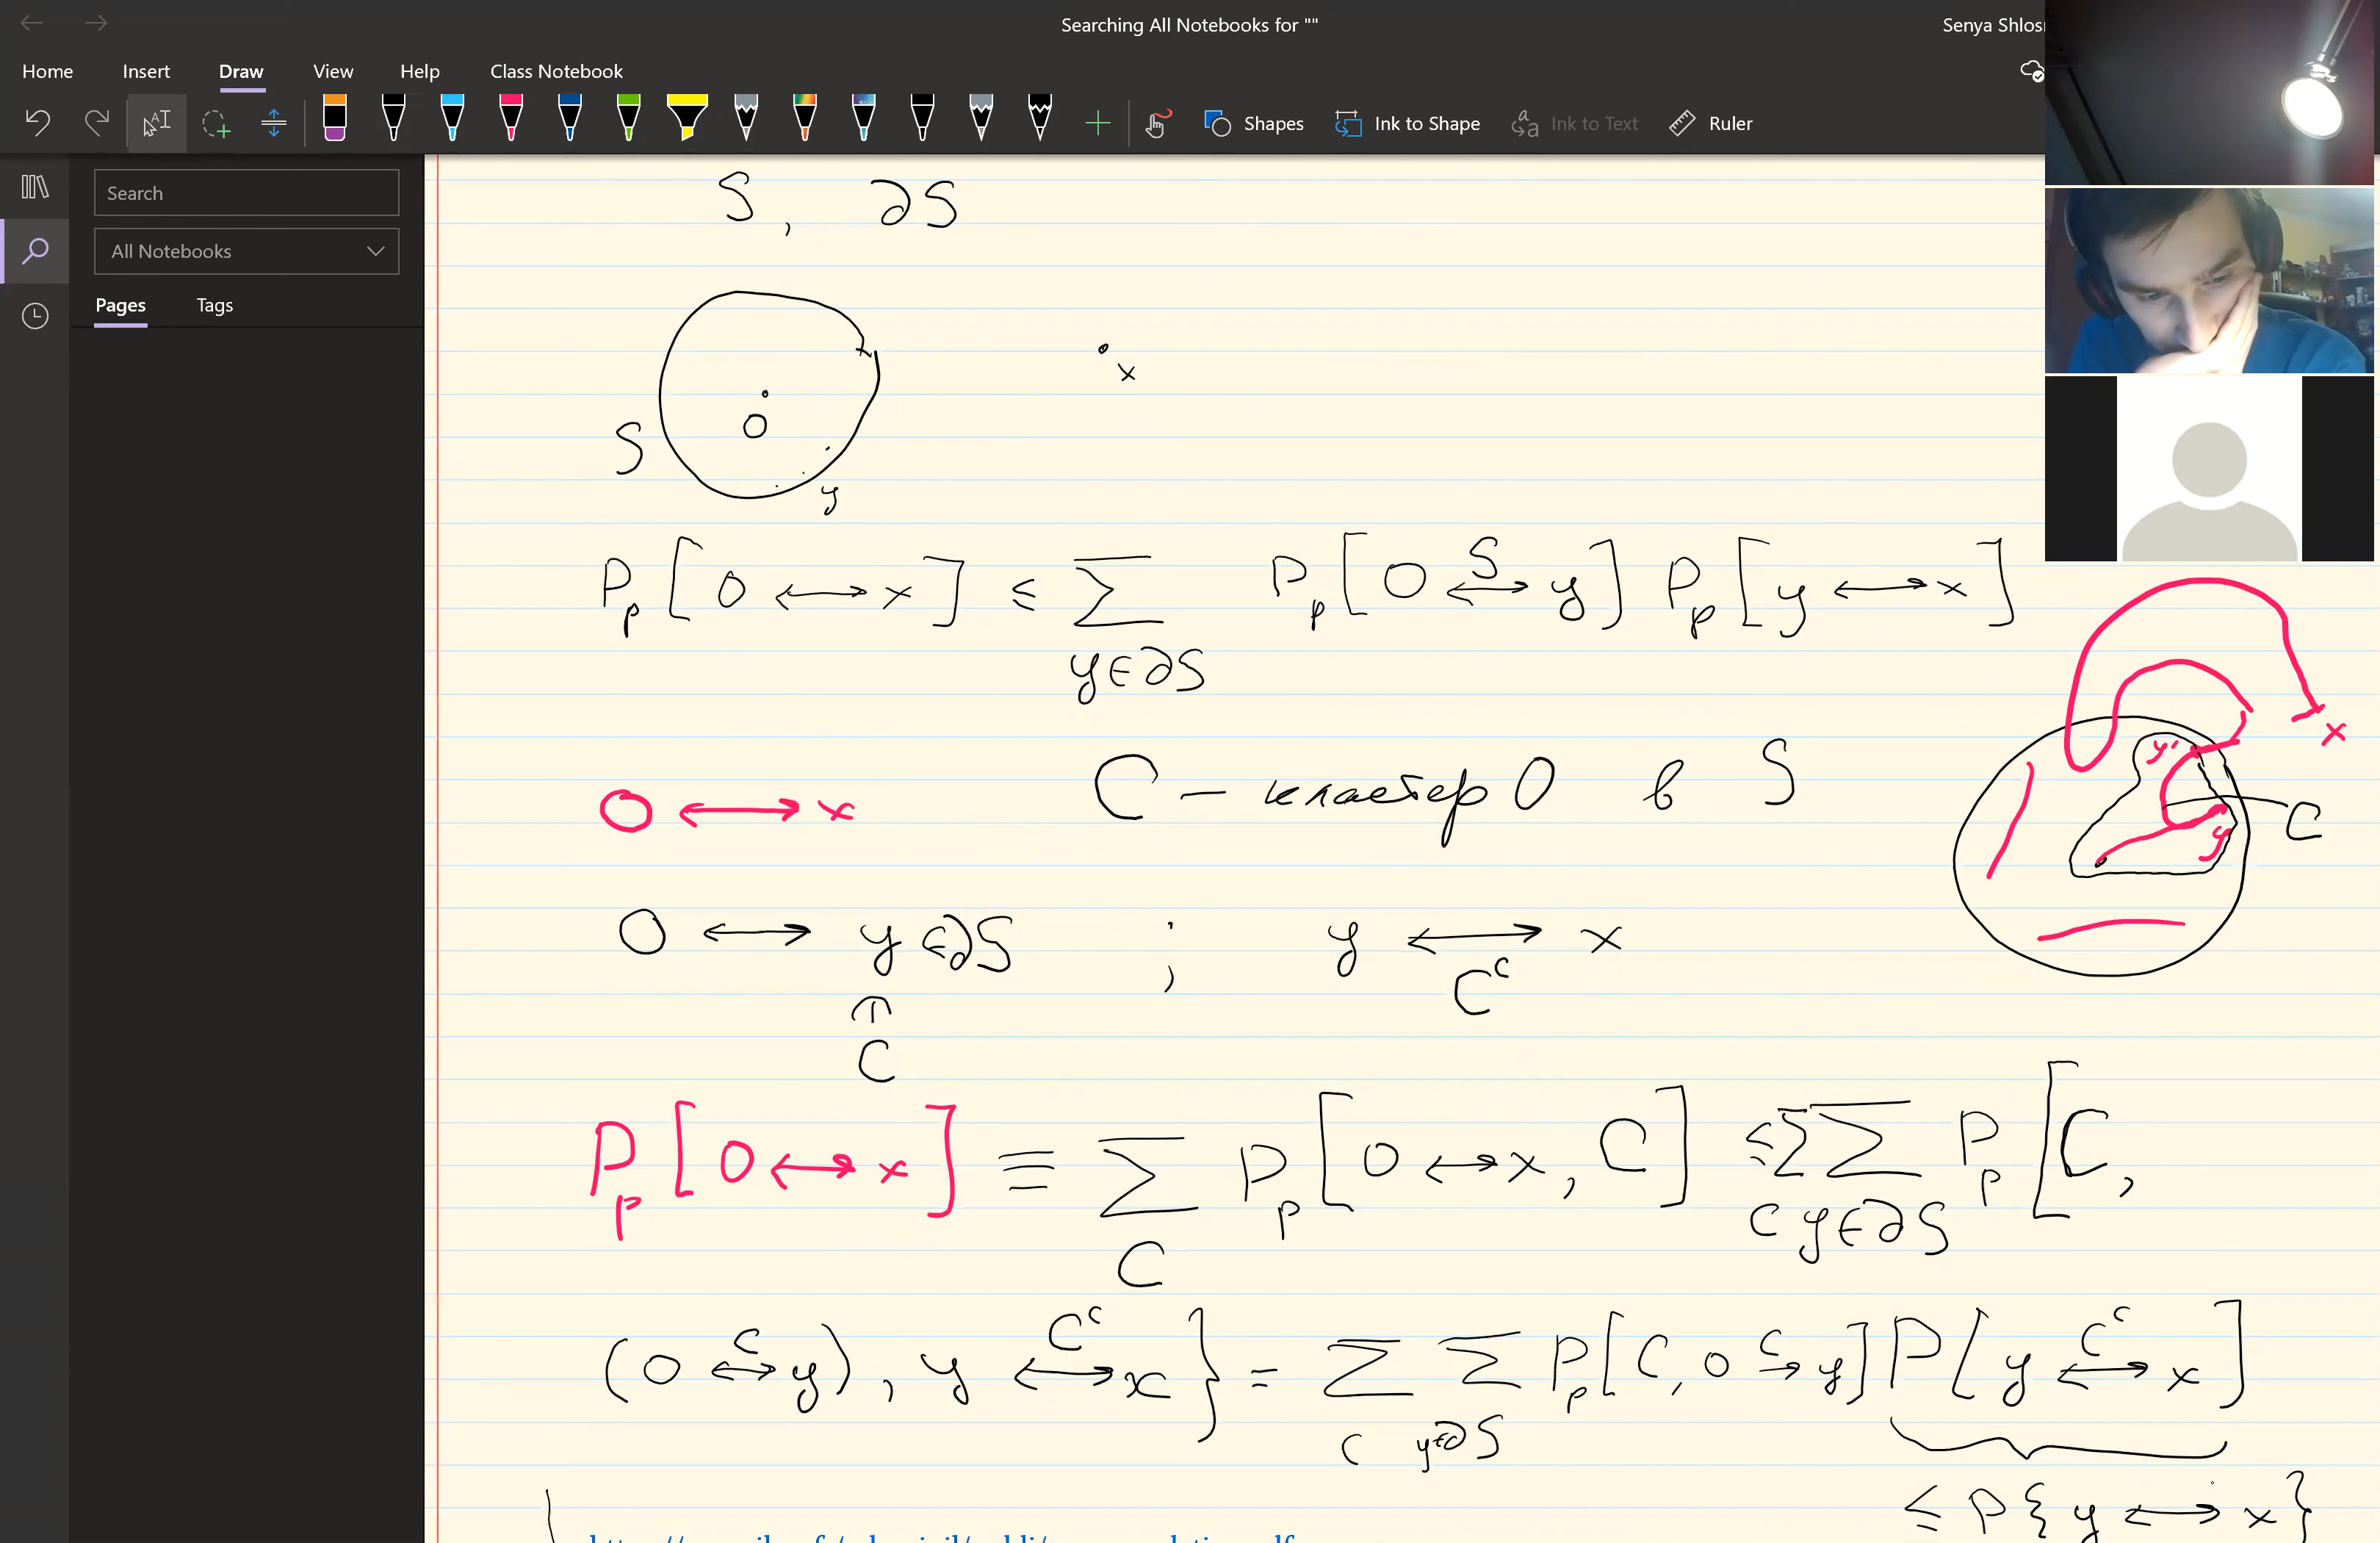 Searching All Notebooks for ""
Home Insert Draw View Help Class Notebook
Shapes Ink to Shape Ink to Text Ruler
Search
All Notebooks
Pages Tags
S, ∂S
x
O
S
y
P_p [O ↔ x] ≤ Σ_{y∈∂S} P_p [O ↔^S y] P_p [y ↔ x]
x
y'
C
y
O ↔ x
C – кластер O в S
O ↔ y ∈ ∂S ; y ↔_{C^c} x
C
P_p [O ↔ x] ≡ Σ_C P_p [O ↔ x, C] ≤ Σ_C Σ_{y∈∂S} P_p [C,
(O ↔^C y), y ↔^{C^c} x} = Σ_C Σ_{y∈∂S} P_p [C, O ↔^C y] P [y ↔^{C^c} x]
≤ P{y ↔ x}